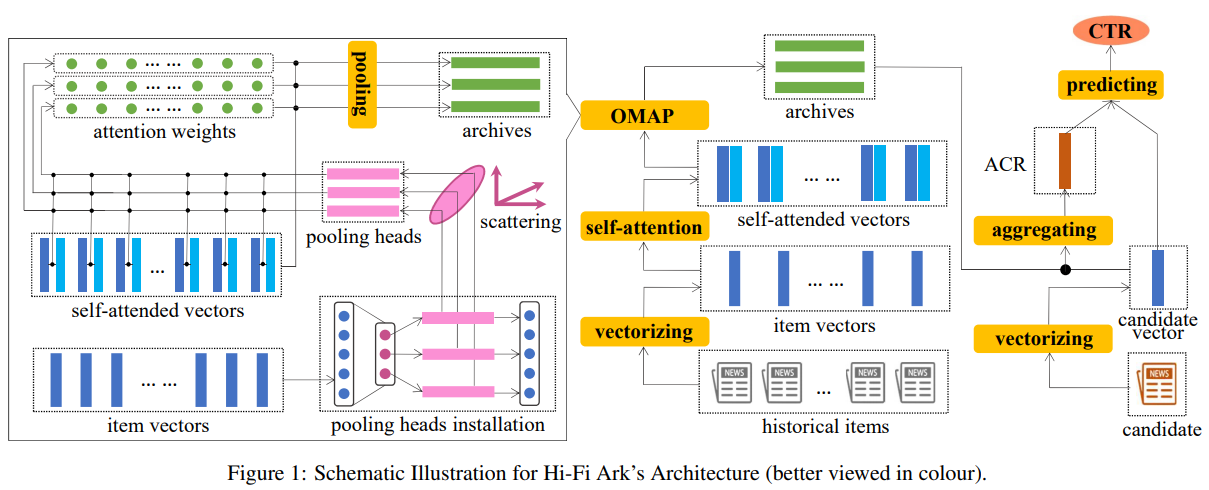 CTR
predicting
pooling
... ...
... ...
... ...
attention weights
archives
OMAP
archives
ACR
scattering
pooling heads
self-attention
... ...
self-attended vectors
aggregating
...
self-attended vectors
vectorizing
... ...
item vectors
candidate
vector
vectorizing
... ...
item vectors
pooling heads installation
NEWS
NEWS
...
NEWS
NEWS
historical items
NEWS
candidate
Figure 1: Schematic Illustration for Hi-Fi Ark's Architecture (better viewed in colour).